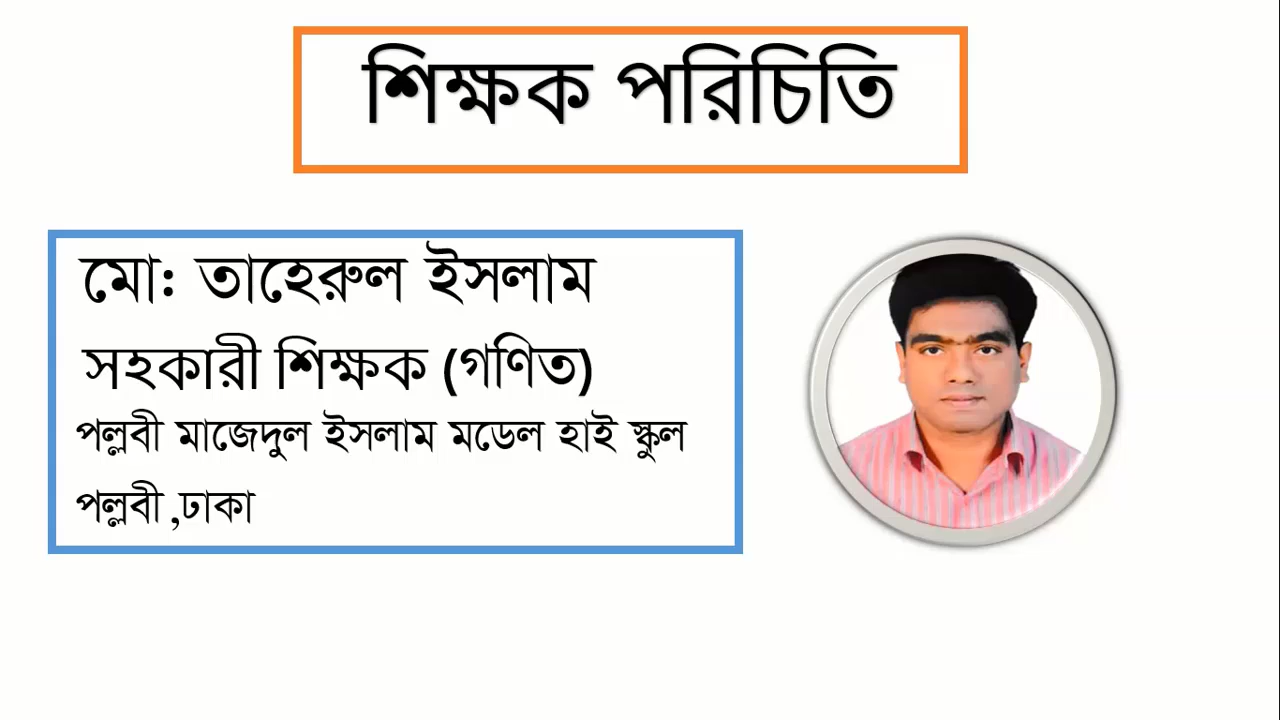 শিক্ষক পরিচিতি
মো: তাহেরুল ইসলাম
সহকারী শিক্ষক (গণিত)
পল্লবী মাজেদুল ইসলাম মডেল হাই স্কুল
পল্লবী ,ঢাকা